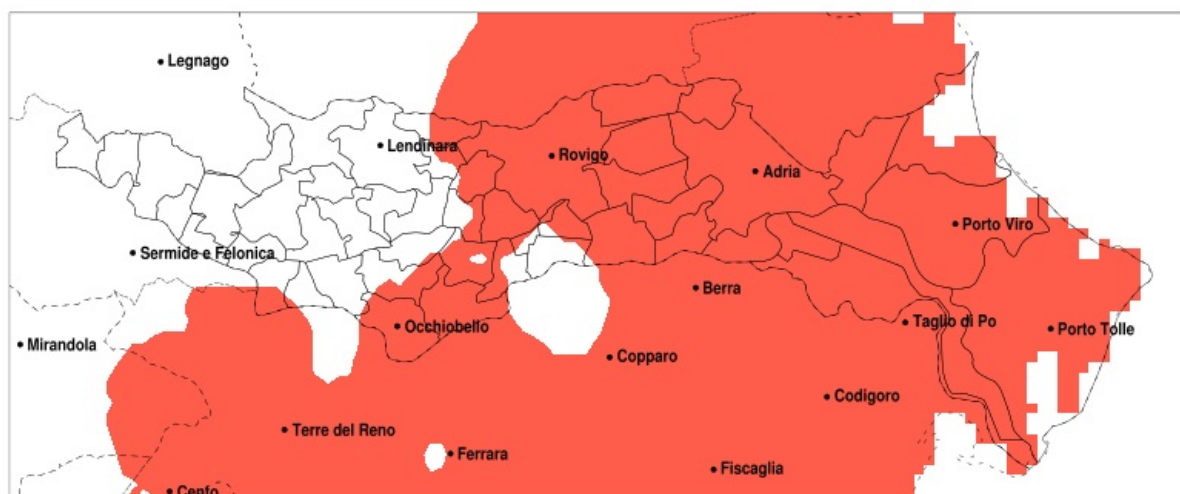 Legnago
Lendinara
Rovigo
Adria
Porto Viro
Sermide e Felonica
Berra
Taglio di Po
Porto Tolle
Occhiobello
Mirandola
Copparo
Codigoro
Terre del Reno
Ferrara
Fiscaglia
Cento